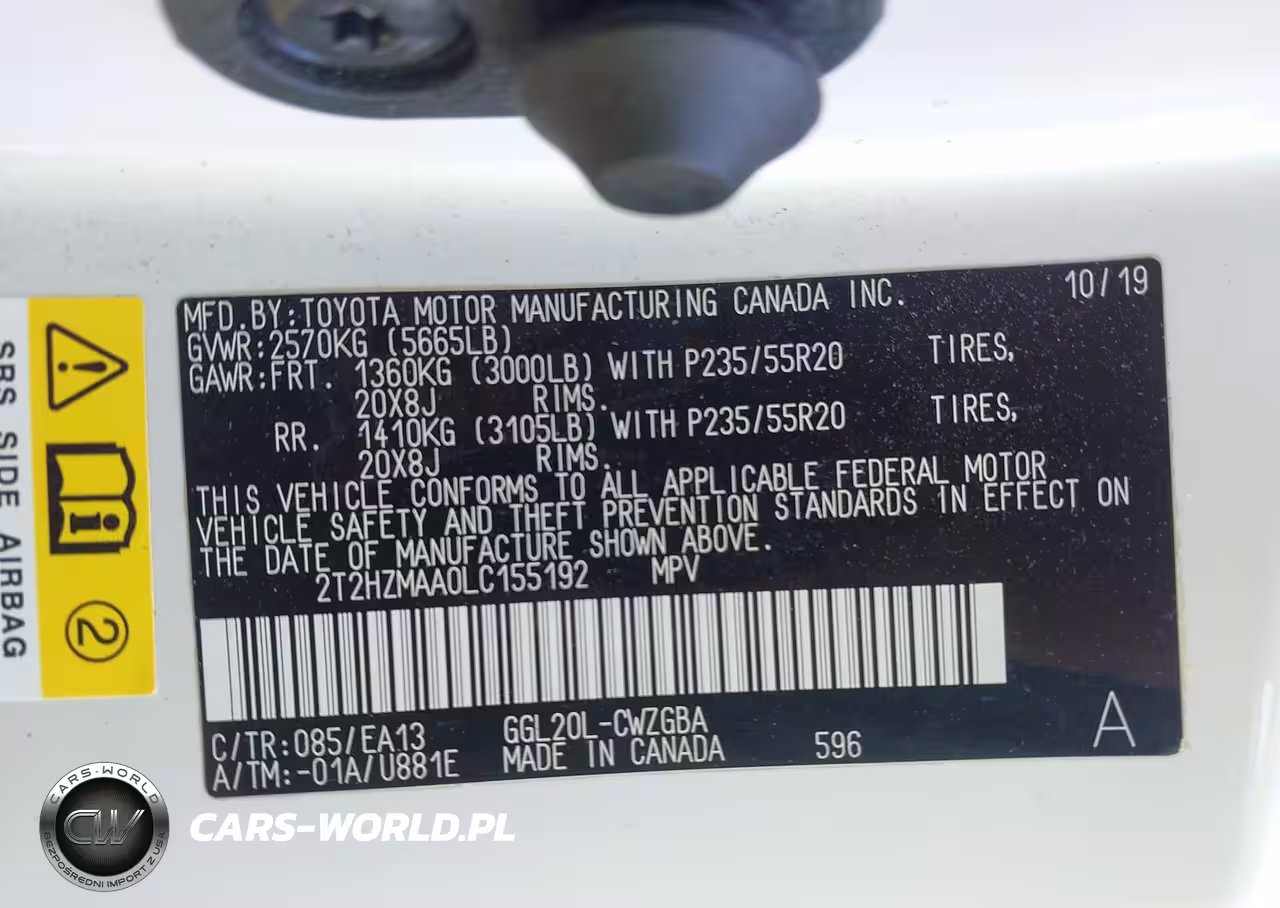 MFD.BY:TOYOTA MOTOR MANUFACTURING CANADA INC. 10/19
GVWR:2570KG (5665LB)
GAWR:FRT. 1360KG (3000LB) WITH P235/55R20 TIRES,
20X8J RIMS.
RR. 1410KG (3105LB) WITH P235/55R20 TIRES,
20X8J RIMS.
THIS VEHICLE CONFORMS TO ALL APPLICABLE FEDERAL MOTOR
VEHICLE SAFETY AND THEFT PREVENTION STANDARDS IN EFFECT ON
THE DATE OF MANUFACTURE SHOWN ABOVE.
2T2HZMAA0LC155192 MPV
C/TR:085/EA13 GGL20L-CWZGBA
A/TM:-01A/U881E MADE IN CANADA 596 A
SRS SIDE AIRBAG
2
CARS-WORLD
CW
BEZPOŚREDNI IMPORT Z USA
CARS-WORLD.PL